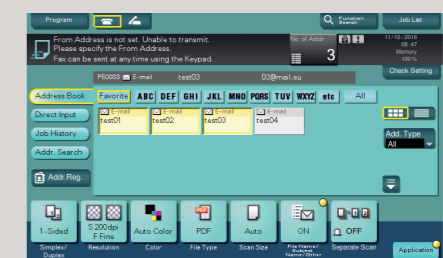 Program
Function Search
Job List
From Address is not set. Unable to transmit.
Please specify the From Address.
Fax can be sent at any time using the Keypad.
No. of Addr
3
11/10/2016
06:47
Memory
100%
PE0003 E-mail test03 03@mail.eu
Check Setting
Address Book
Favorite ABC DEF GHI JKL MNO PQRS TUV WXYZ etc All
Direct Input
E-mail E-mail E-mail E-mail
test01 test02 test03 test04
Job History
Add. Type
All
Addr. Search
Addr.Reg.
1-Sided
S 200dpi
F Fine
Auto Color
PDF
Auto
ON
OFF
Simplex/
Duplex
Resolution
Color
File Type
Scan Size
File Name/
Subject
Name/Other
Separate Scan
Application